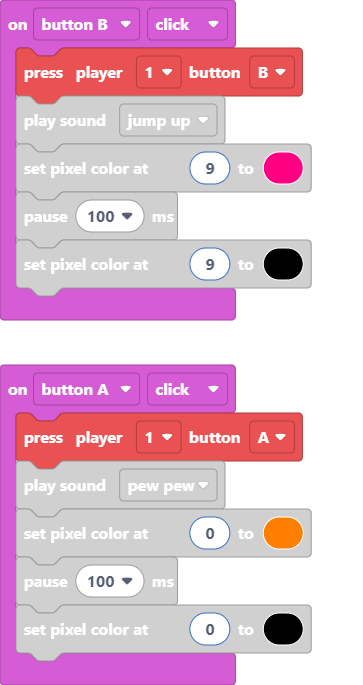 on button B click
press player 1 button B
play sound jump up
set pixel color at 9 to
pause 100 ms
set pixel color at 9 to
on button A click
press player 1 button A
play sound pew pew
set pixel color at 0 to
pause 100 ms
set pixel color at 0 to